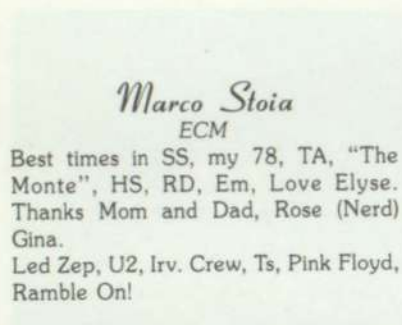 Marco Stoia
ECM
Best times in SS, my 78, TA, “The
Monte”, HS, RD, Em, Love Elyse.
Thanks Mom and Dad, Rose (Nerd)
Gina.
Led Zep, U2, Irv. Crew, Ts, Pink Floyd,
Ramble On!